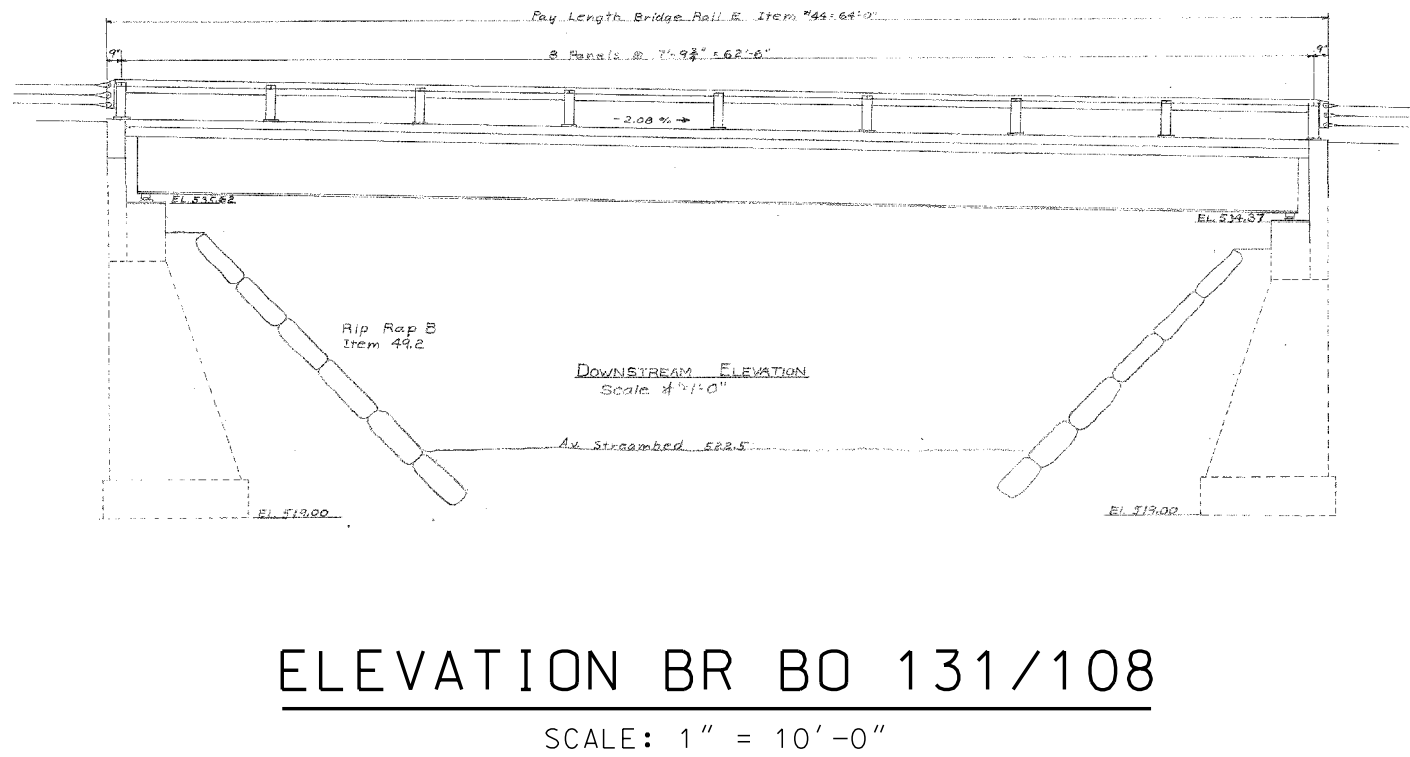 Pay Length Bridge Rail E Item #44=64'-0"
9" 8 Panels @ 7'-9¾" = 62'-6" 9"
-2.08 %
EL 535.62
EL 534.37
Rip Rap B
Item 49.2
DOWNSTREAM ELEVATION
Scale ¼"=1'-0"
Av. Streambed 522.5
El. 519.00
El. 519.00
ELEVATION BR BO 131/108
SCALE: 1" = 10'-0"